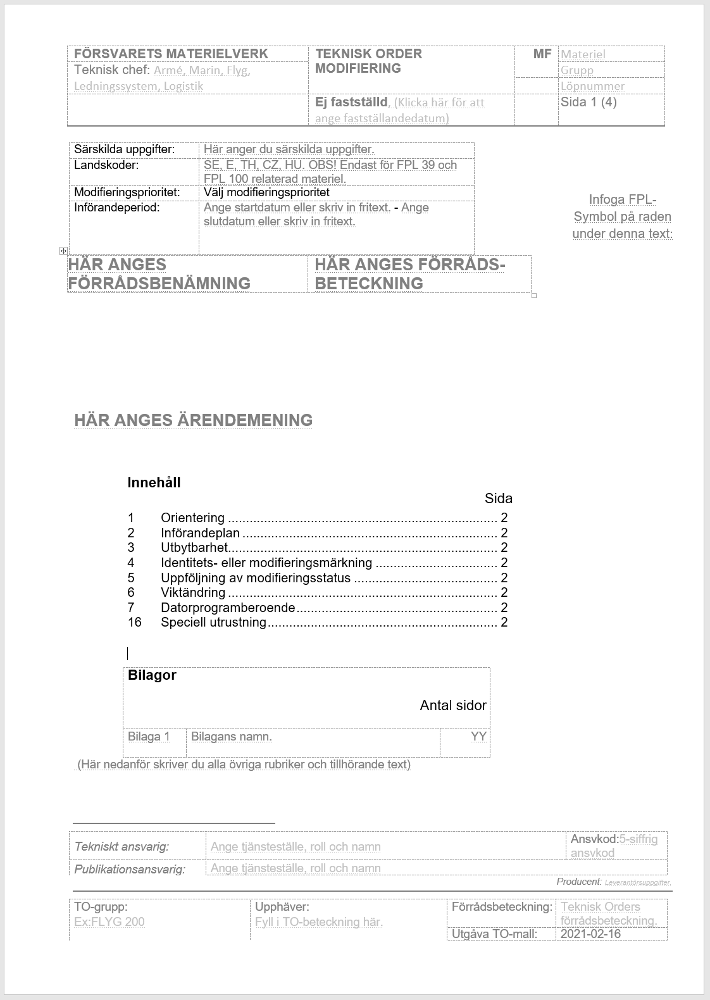 FÖRSVARETS MATERIELVERK
Teknisk chef: Armé, Marin, Flyg,
Ledningssystem, Logistik
TEKNISK ORDER
MODIFIERING
MF
Materiel
Grupp
Löpnummer
Ej fastställd, (Klicka här för att
ange fastställandedatum)
Sida 1 (4)
Särskilda uppgifter:
Här anger du särskilda uppgifter.
Landskoder:
SE, E, TH, CZ, HU. OBS! Endast för FPL 39 och
FPL 100 relaterad materiel.
Modifieringsprioritet:
Välj modifieringsprioritet
Införandeperiod:
Ange startdatum eller skriv in fritext. - Ange
slutdatum eller skriv in fritext.
Infoga FPL-
Symbol på raden
under denna text:
HÄR ANGES
FÖRRÅDSBENÄMNING
HÄR ANGES FÖRRÅDS-
BETECKNING
HÄR ANGES ÄRENDEMENING
Innehåll
Sida
1 Orientering ........................................................................... 2
2 Införandeplan ....................................................................... 2
3 Utbytbarhet........................................................................... 2
4 Identitets- eller modifieringsmärkning .................................. 2
5 Uppföljning av modifieringsstatus ........................................ 2
6 Viktändring ........................................................................... 2
7 Datorprogramberoende........................................................ 2
16 Speciell utrustning................................................................ 2
Bilagor
Antal sidor
Bilaga 1 Bilagans namn. YY
(Här nedanför skriver du alla övriga rubriker och tillhörande text)
Tekniskt ansvarig:
Ange tjänsteställe, roll och namn
Ansvkod:5-siffrig
ansvkod
Publikationsansvarig:
Ange tjänsteställe, roll och namn
Producent: Leverantörsuppgifter.
TO-grupp:
Ex:FLYG 200
Upphäver:
Fyll i TO-beteckning här.
Förrådsbeteckning:
Teknisk Orders
förrådsbeteckning.
Utgåva TO-mall:
2021-02-16